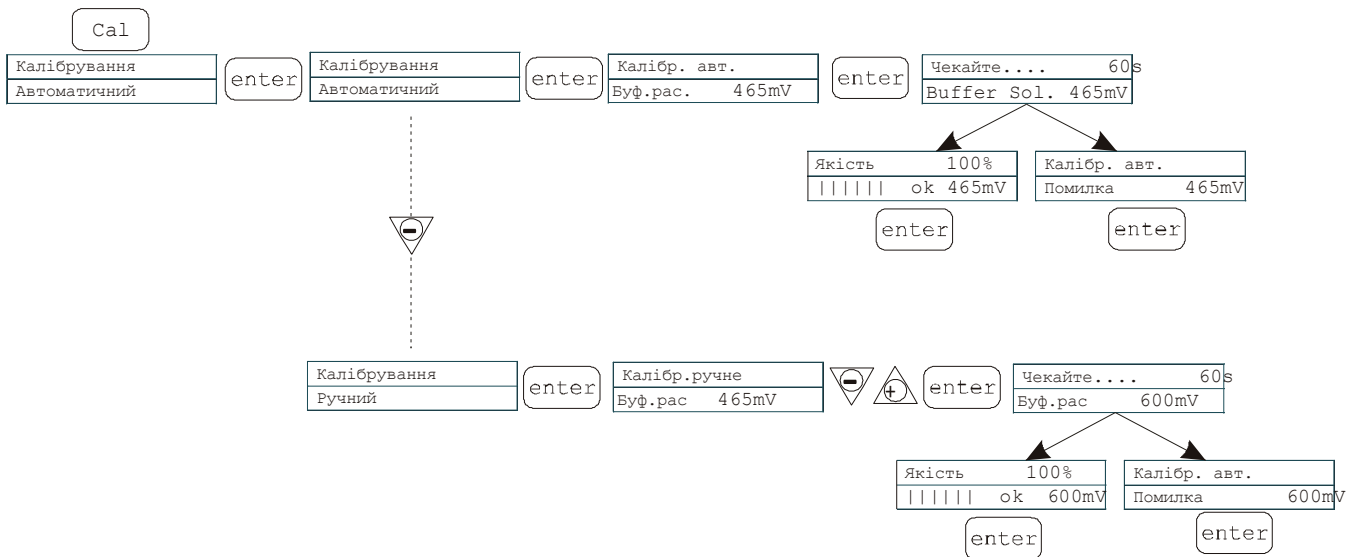 Cal
Калібрування
Автоматичний
enter
Калібрування
Автоматичний
enter
Калібр. авт.
Буф.рас. 465mV
enter
Чекайте.... 60s
Buffer Sol. 465mV
Якість 100%
|||||| ok 465mV
enter
Калібр. авт.
Помилка 465mV
enter
-
Калібрування
Ручний
enter
Калібр.ручне
Буф.рас 465mV
- +
enter
Чекайте.... 60s
Буф.рас 600mV
Якість 100%
|||||| ok 600mV
enter
Калібр. авт.
Помилка 600mV
enter